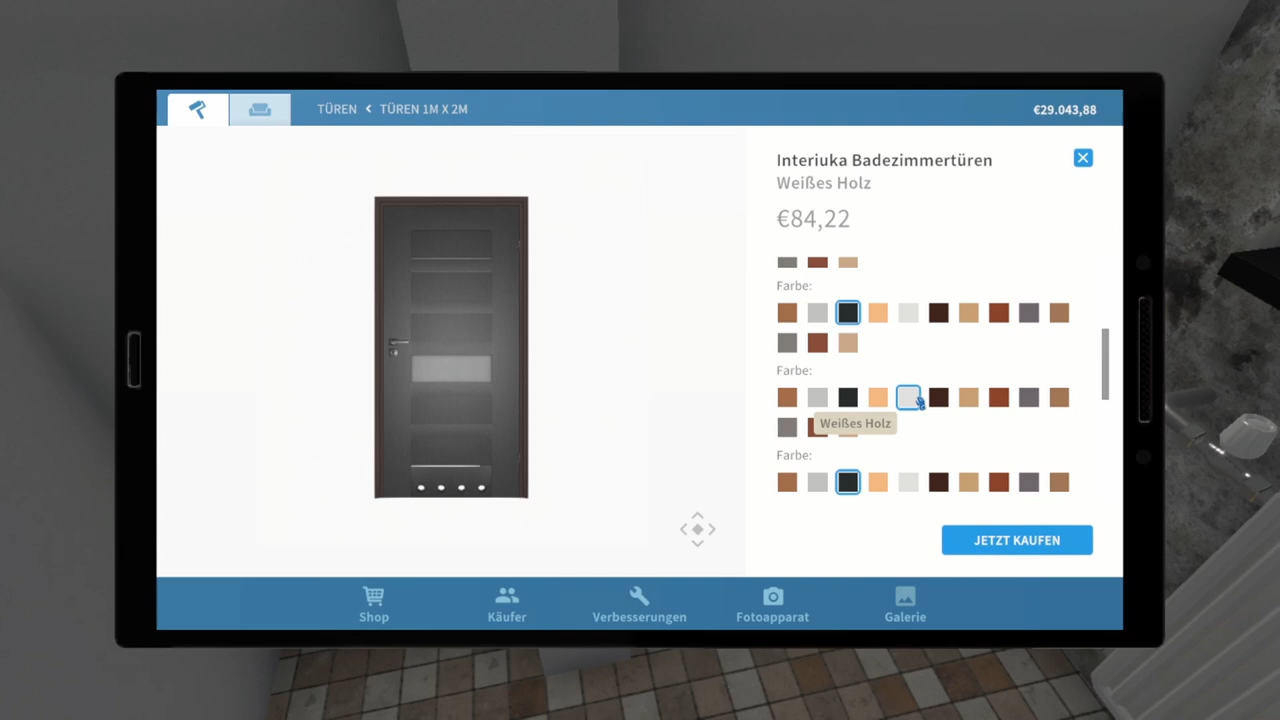 TÜREN < TÜREN 1M X 2M
€29.043,88
Interiuka Badezimmertüren
Weißes Holz
€84,22
Farbe:
Farbe:
Weißes Holz
Farbe:
JETZT KAUFEN
Shop
Käufer
Verbesserungen
Fotoapparat
Galerie